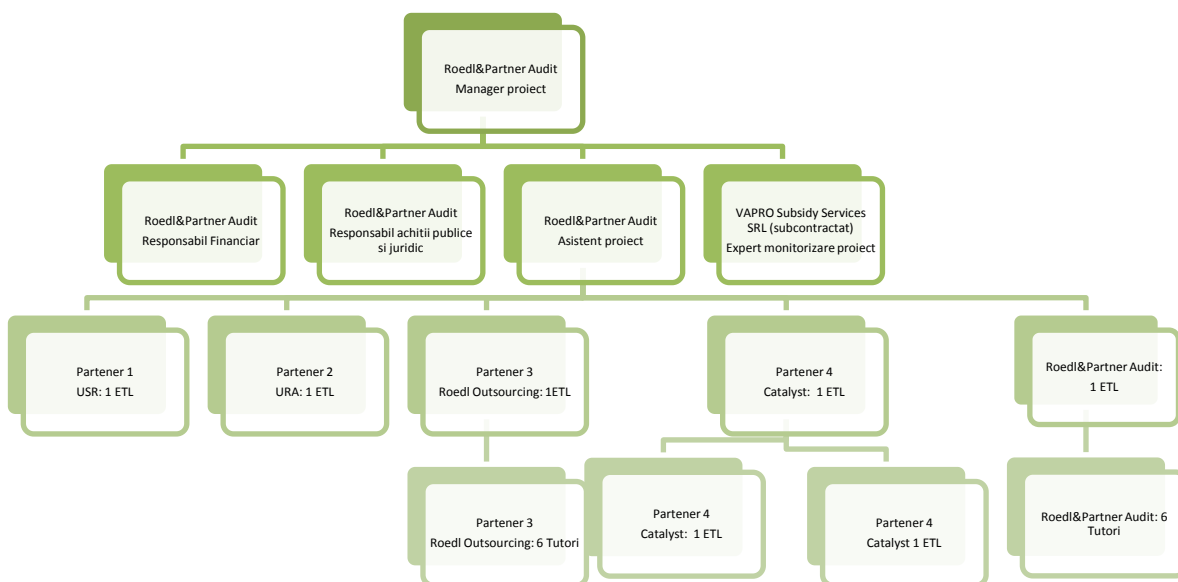 Roedl&Partner Audit
Manager proiect
Roedl&Partner Audit
Responsabil Financiar
Roedl&Partner Audit
Responsabil achitii publice
si juridic
Roedl&Partner Audit
Asistent proiect
VAPRO Subsidy Services
SRL (subcontractat)
Expert monitorizare proiect
Partener 1
USR: 1 ETL
Partener 2
URA: 1 ETL
Partener 3
Roedl Outsourcing: 1ETL
Partener 4
Catalyst: 1 ETL
Roedl&Partner Audit:
1 ETL
Partener 3
Roedl Outsourcing: 6 Tutori
Partener 4
Catalyst: 1 ETL
Partener 4
Catalyst 1 ETL
Roedl&Partner Audit: 6
Tutori